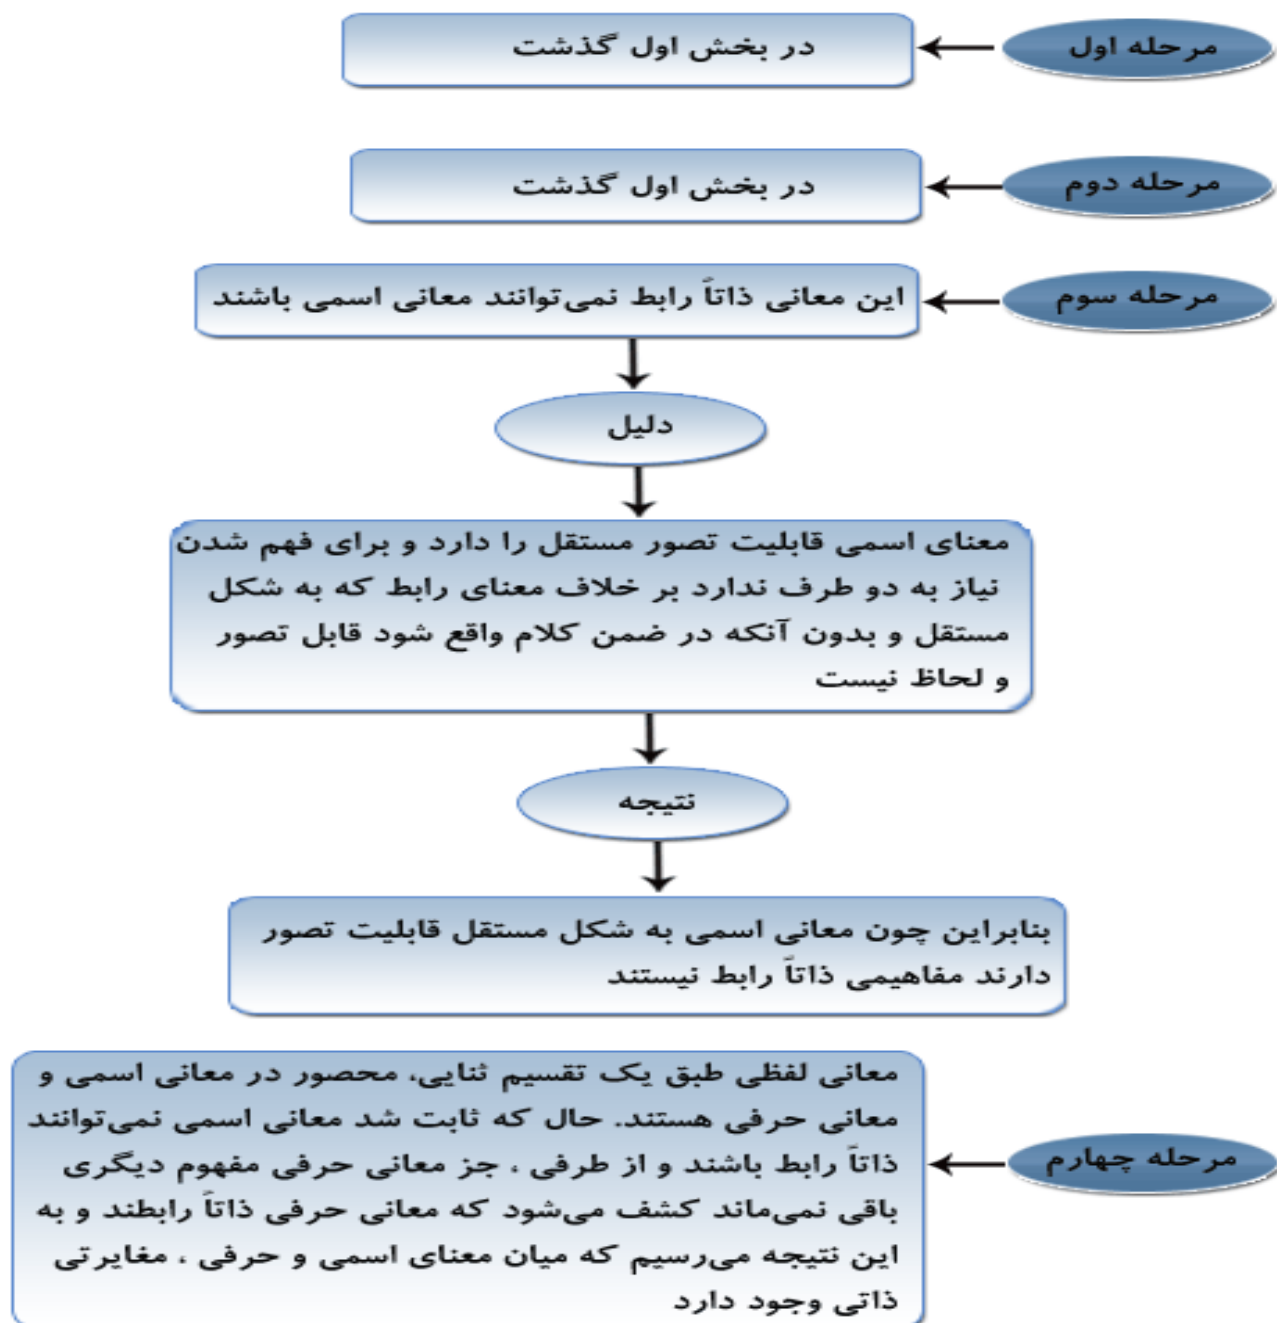 مرحله اول
در بخش اول گذشت
مرحله دوم
در بخش اول گذشت
مرحله سوم
این معانی ذاتاً رابط نمی‌توانند معانی اسمی باشند
دلیل
معنای اسمی قابلیت تصور مستقل را دارد و برای فهم شدن
نیاز به دو طرف ندارد بر خلاف معنای رابط که به شکل
مستقل و بدون آنکه در ضمن کلام واقع شود قابل تصور
و لحاظ نیست
نتیجه
بنابراین چون معانی اسمی به شکل مستقل قابلیت تصور
دارند مفاهیمی ذاتاً رابط نیستند
مرحله چهارم
معانی لفظی طبق یک تقسیم ثنایی، محصور در معانی اسمی و
معانی حرفی هستند. حال که ثابت شد معانی اسمی نمی‌توانند
ذاتاً رابط باشند و از طرفی ، جز معانی حرفی مفهوم دیگری
باقی نمی‌ماند کشف می‌شود که معانی حرفی ذاتاً رابطند و به
این نتیجه می‌رسیم که میان معنای اسمی و حرفی ، مغایرتی
ذاتی وجود دارد